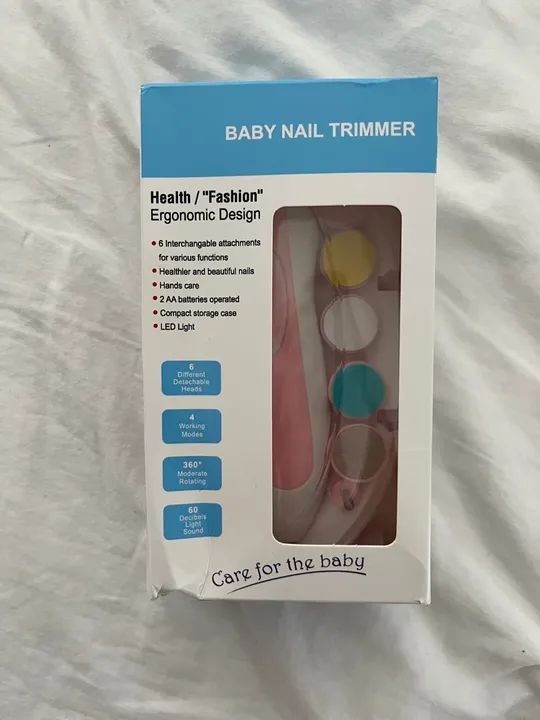 BABY NAIL TRIMMER
Health / "Fashion"
Ergonomic Design
• 6 Interchangable attachments
for various functions
• Healthier and beautiful nails
• Hands care
• 2 AA batteries operated
• Compact storage case
• LED Light
6
Different
Detachable
Heads
4
Working
Modes
360°
Moderate
Rotating
60
Decibels
Light
Sound
Care for the baby